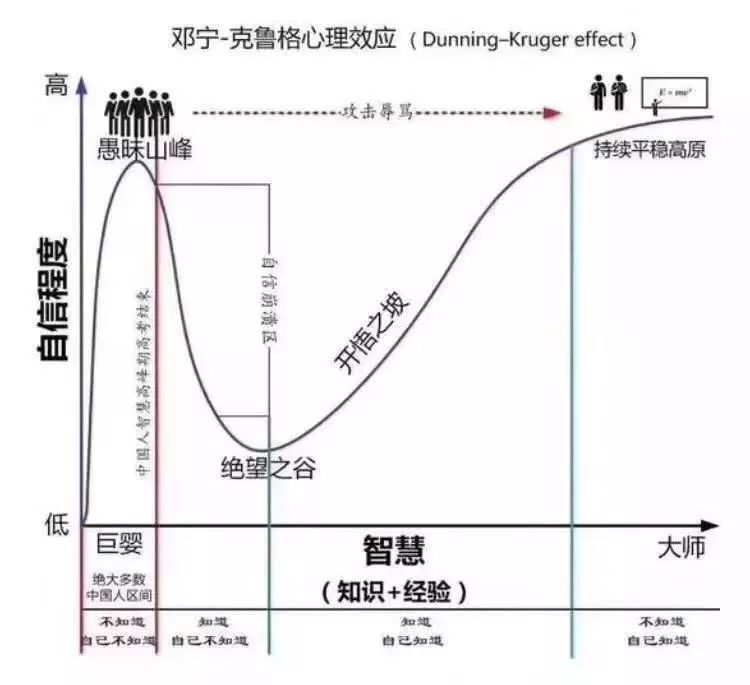 邓宁-克鲁格心理效应（Dunning–Kruger effect）
高
愚昧山峰
攻击辱骂
E = mc²
持续平稳高原
自信程度
中国人智慧高峰期高考结束
自信崩溃区
开悟之坡
绝望之谷
低
巨婴
智慧
大师
绝大多数
中国人区间
（知识+经验）
不知道
自己不知道
知道
自己不知道
知道
自己知道
不知道
自己知道